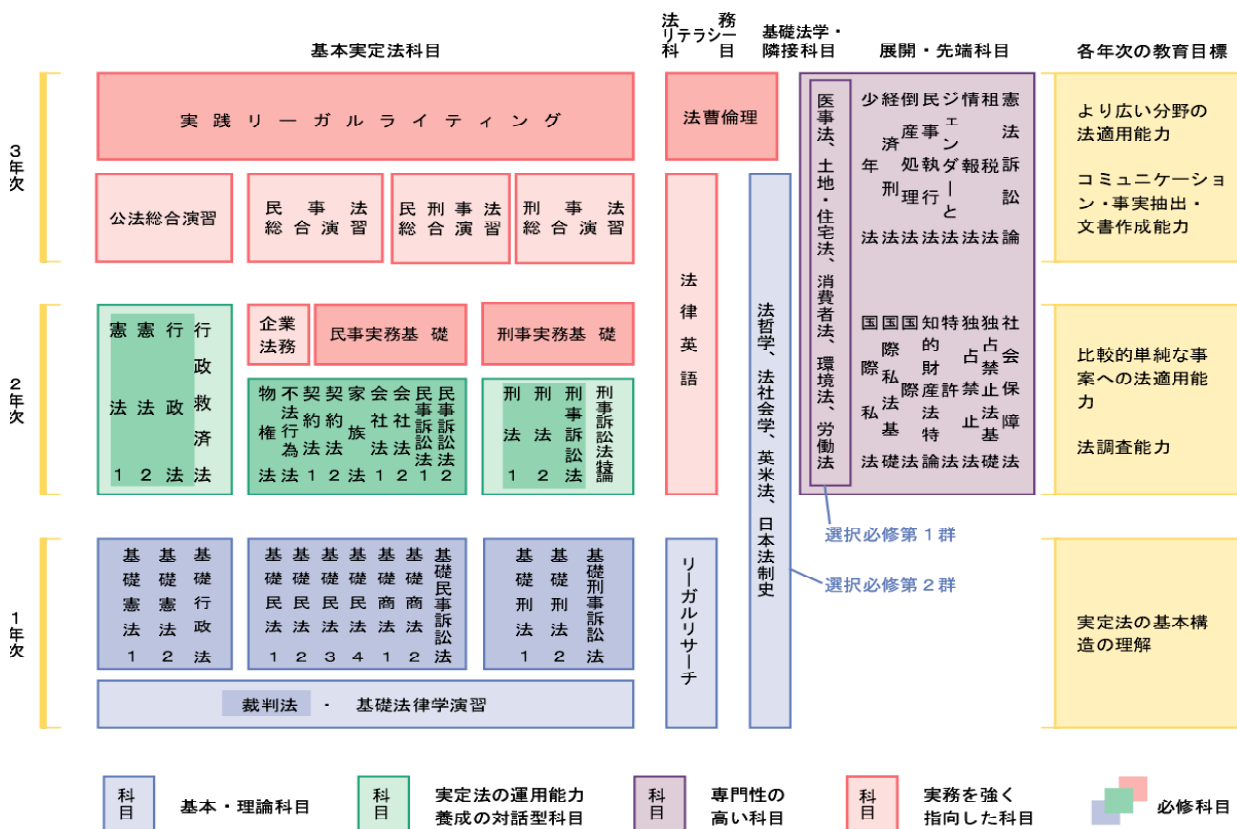 基本実定法科目
法務
リテラシー
科目
基礎法学・
隣接科目
展開・先端科目
各年次の教育目標
3年次
実践リーガルライティング
法曹倫理
公法総合演習
民事法
総合演習
民刑事法
総合演習
刑事法
総合演習
医事法、土地・住宅法、消費者法、環境法、労働法
少年法
経済刑法
倒産処理法
民事執行法
ジェンダーと法
情報法
租税法
憲法訴訟論
より広い分野の
法適用能力
コミュニケーショ
ン・事実抽出・
文書作成能力
2年次
憲法1
憲法2
行政法
行政救済法
企業
法務
民事実務基礎
刑事実務基礎
物権法
不法行為法
契約法1
契約法2
家族法
会社法1
会社法2
民事訴訟法1
民事訴訟法2
刑法1
刑法2
刑事訴訟法
刑事訴訟法特論
法律英語
法哲学、法社会学、英米法、日本法制史
国際私法
国際私法基礎
国際法
知的財産法特論
特許法
独占禁止法
独占禁止法基礎
社会保障法
比較的単純な事
案への法適用能
力
法調査能力
選択必修第1群
選択必修第2群
1年次
基礎憲法1
基礎憲法2
基礎行政法
基礎民法1
基礎民法2
基礎民法3
基礎民法4
基礎商法1
基礎商法2
基礎民事訴訟法
基礎刑法1
基礎刑法2
基礎刑事訴訟法
リーガルリサーチ
実定法の基本構
造の理解
裁判法 - 基礎法律学演習
科目
基本・理論科目
科目
実定法の運用能力
養成の対話型科目
科目
専門性の
高い科目
科目
実務を強く
指向した科目
必修科目